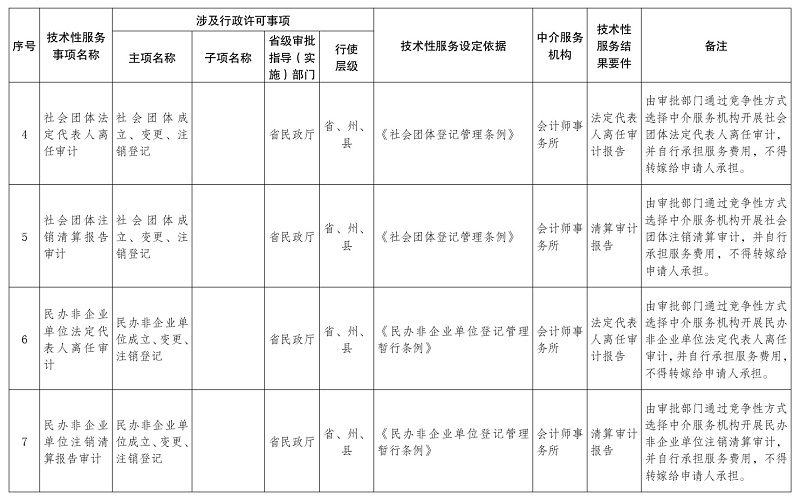 序号
技术性服务
事项名称
涉及行政许可事项
主项名称
子项名称
省级审批
指导（实
施）部门
行使
层级
技术性服务设定依据
中介服务
机构
技术性
服务结
果要件
备注
4
社会团体法
定代表人离
任审计
社会团体成
立、变更、注
销登记
省民政厅
省、州、
县
《社会团体登记管理条例》
会计师事
务所
法定代表
人离任审
计报告
由审批部门通过竞争性方式
选择中介服务机构开展社会
团体法定代表人离任审计，
并自行承担服务费用，不得
转嫁给申请人承担。
5
社会团体注
销清算报告
审计
社会团体成
立、变更、注
销登记
省民政厅
省、州、
县
《社会团体登记管理条例》
会计师事
务所
清算审计
报告
由审批部门通过竞争性方式
选择中介服务机构开展社会
团体注销清算审计，并自行
承担服务费用，不得转嫁给
申请人承担。
6
民办非企业
单位法定代
表人离任审
计
民办非企业单
位成立、变更、
注销登记
省民政厅
省、州、
县
《民办非企业单位登记管理
暂行条例》
会计师事
务所
法定代表
人离任审
计报告
由审批部门通过竞争性方式
选择中介服务机构开展民办
非企业单位法定代表人离任
审计，并自行承担服务费用，
不得转嫁给申请人承担。
7
民办非企业
单位注销清
算报告审计
民办非企业单
位成立、变更、
注销登记
省民政厅
省、州、
县
《民办非企业单位登记管理
暂行条例》
会计师事
务所
清算审计
报告
由审批部门通过竞争性方式
选择中介服务机构开展民办
非企业单位注销清算审计，
并自行承担服务费用，不得
转嫁给申请人承担。